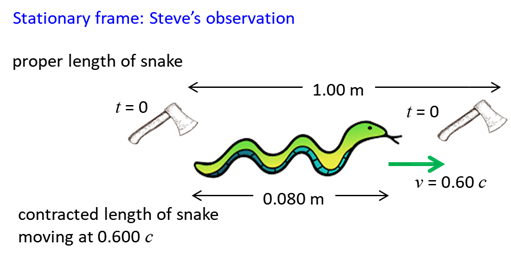 Stationary frame: Steve's observation
proper length of snake
1.00 m
t = 0
t = 0
v = 0.60 c
0.080 m
contracted length of snake
moving at 0.600 c